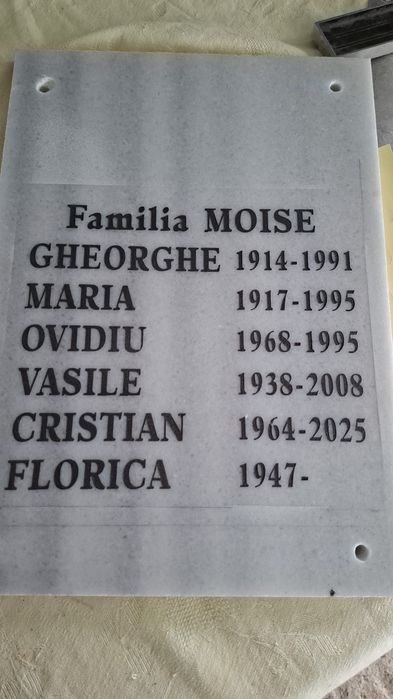 Familia MOISE
GHEORGHE 1914-1991
MARIA 1917-1995
OVIDIU 1968-1995
VASILE 1938-2008
CRISTIAN 1964-2025
FLORICA 1947-